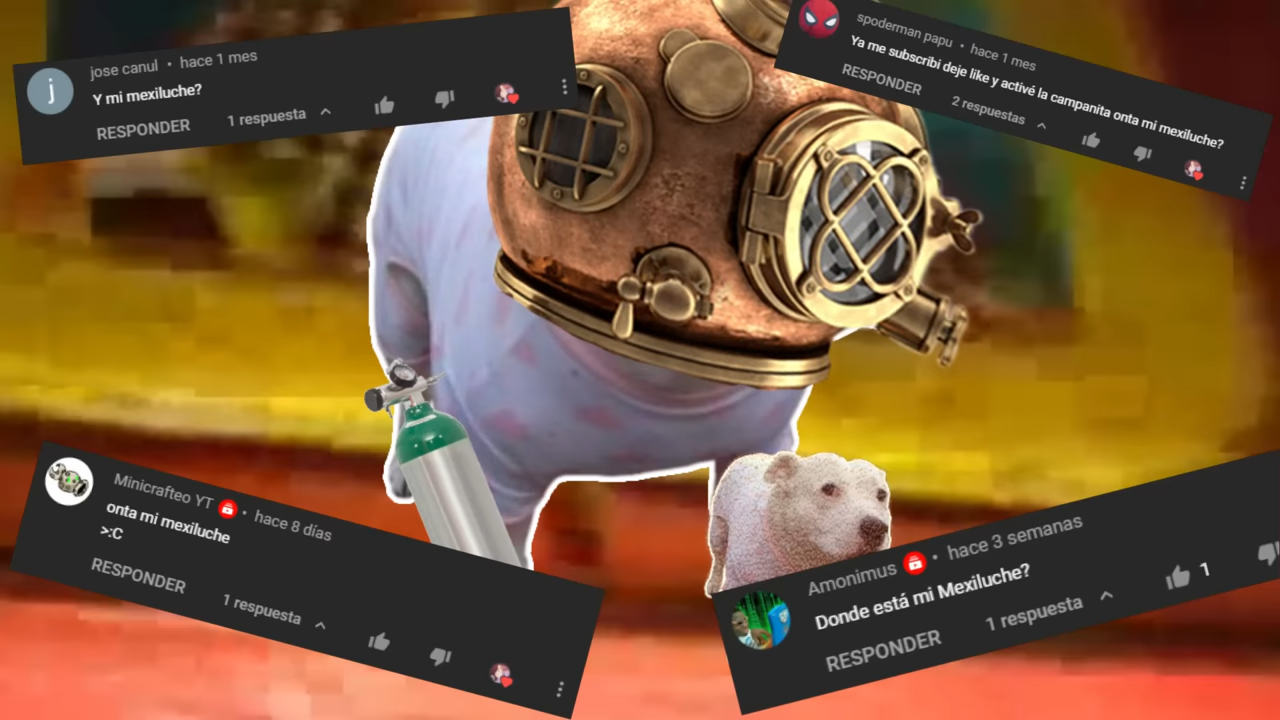 jose canul • hace 1 mes
Y mi mexiluche?
RESPONDER 1 respuesta
spoderman papu • hace 1 mes
Ya me subscribi deje like y activé la campanita onta mi mexiluche?
RESPONDER 2 respuestas
Minicrafteo YT • hace 8 días
onta mi mexiluche
>:C
RESPONDER 1 respuesta
Amonimus • hace 3 semanas
Donde está mi Mexiluche?
RESPONDER 1 respuesta 1
j